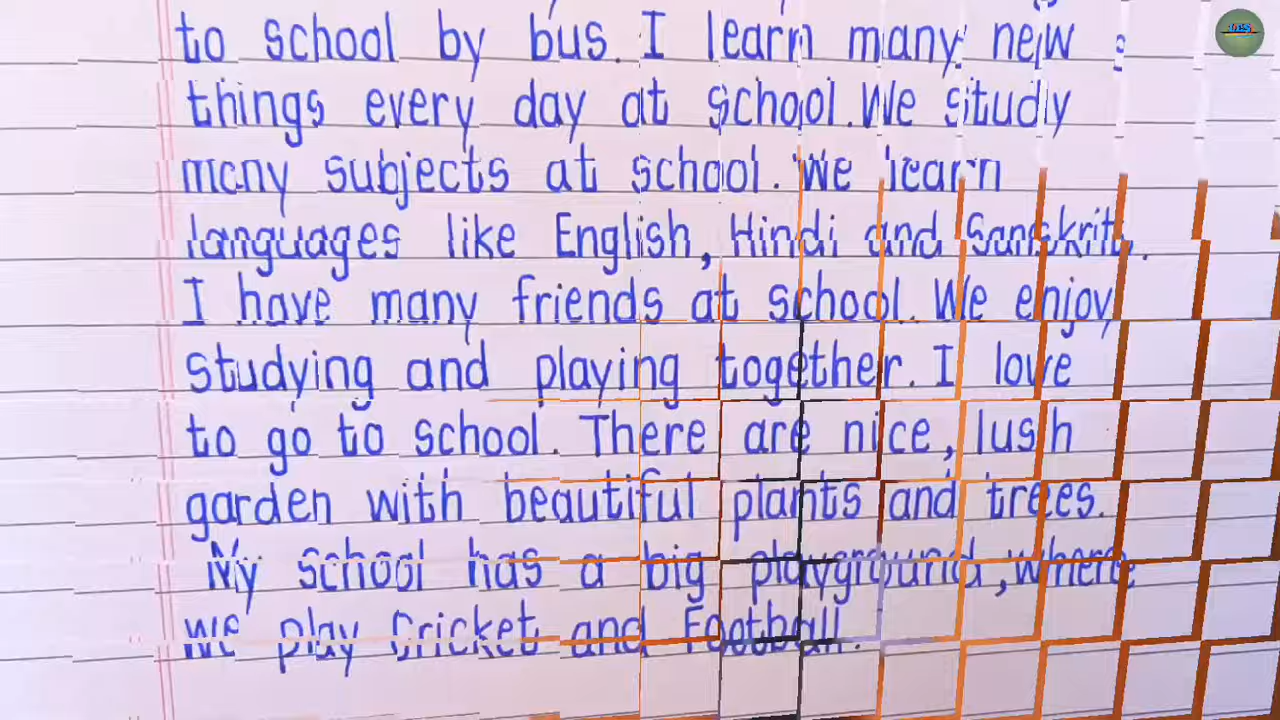 to school by bus. I learn many new
things every day at school. We study
many subjects at school. We learn
languages like English, Hindi and Sanskrit.
I have many friends at school. We enjoy
studying and playing together. I love
to go to school. There are nice, lush
garden with beautiful plants and trees.
My school has a big playground, where
we play Cricket and Football.